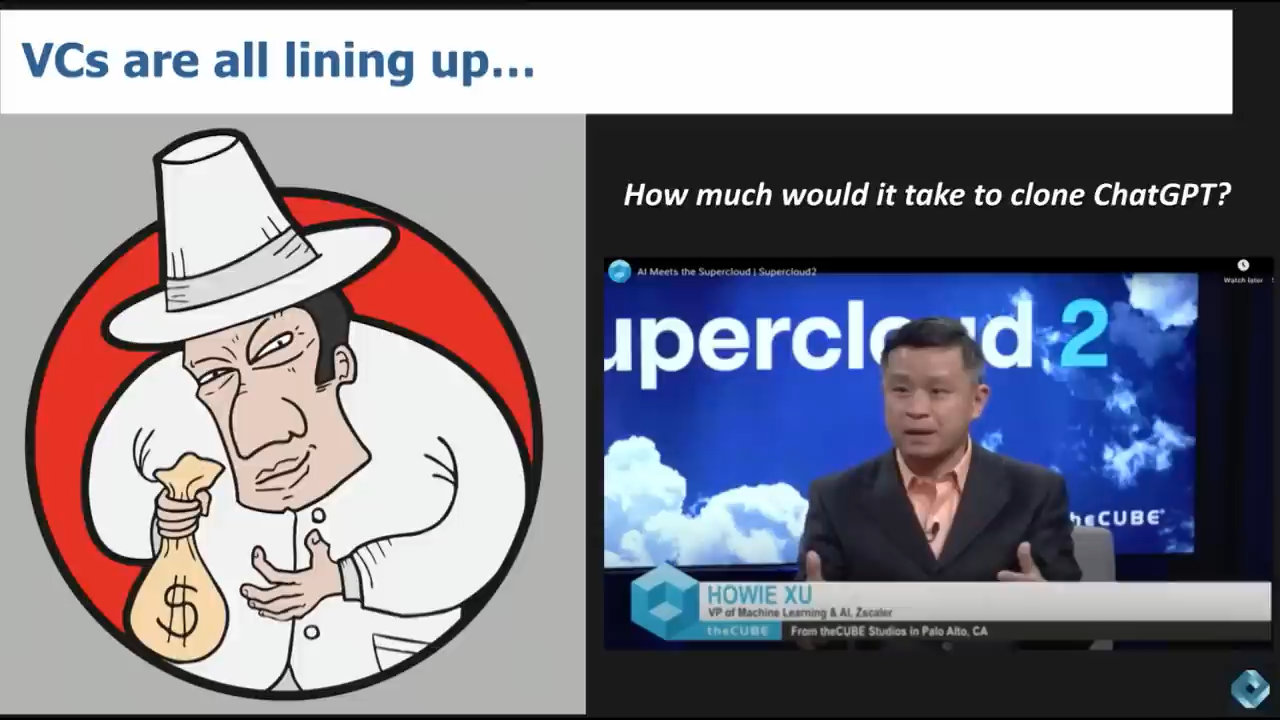 VCs are all lining up...
How much would it take to clone ChatGPT?
AI Meets the Supercloud | Supercloud2
Watch later
upercloud 2
theCUBE
HOWIE XU
VP of Machine Learning & AI, Zscaler
theCUBE
From theCUBE Studios in Palo Alto, CA
$